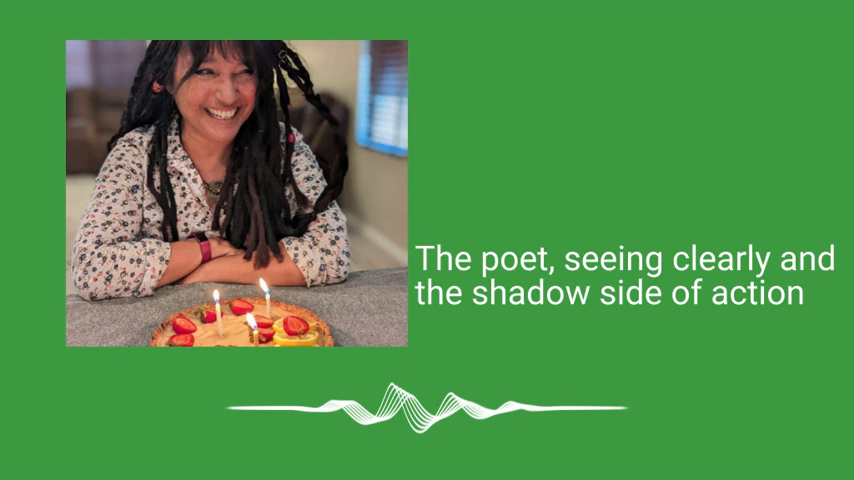 The poet, seeing clearly and
the shadow side of action